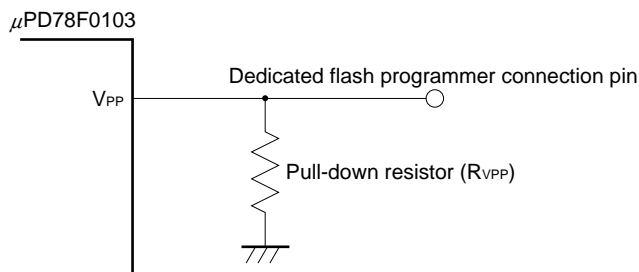 μPD78F0103
Dedicated flash programmer connection pin
VPP
Pull-down resistor (RVPP)